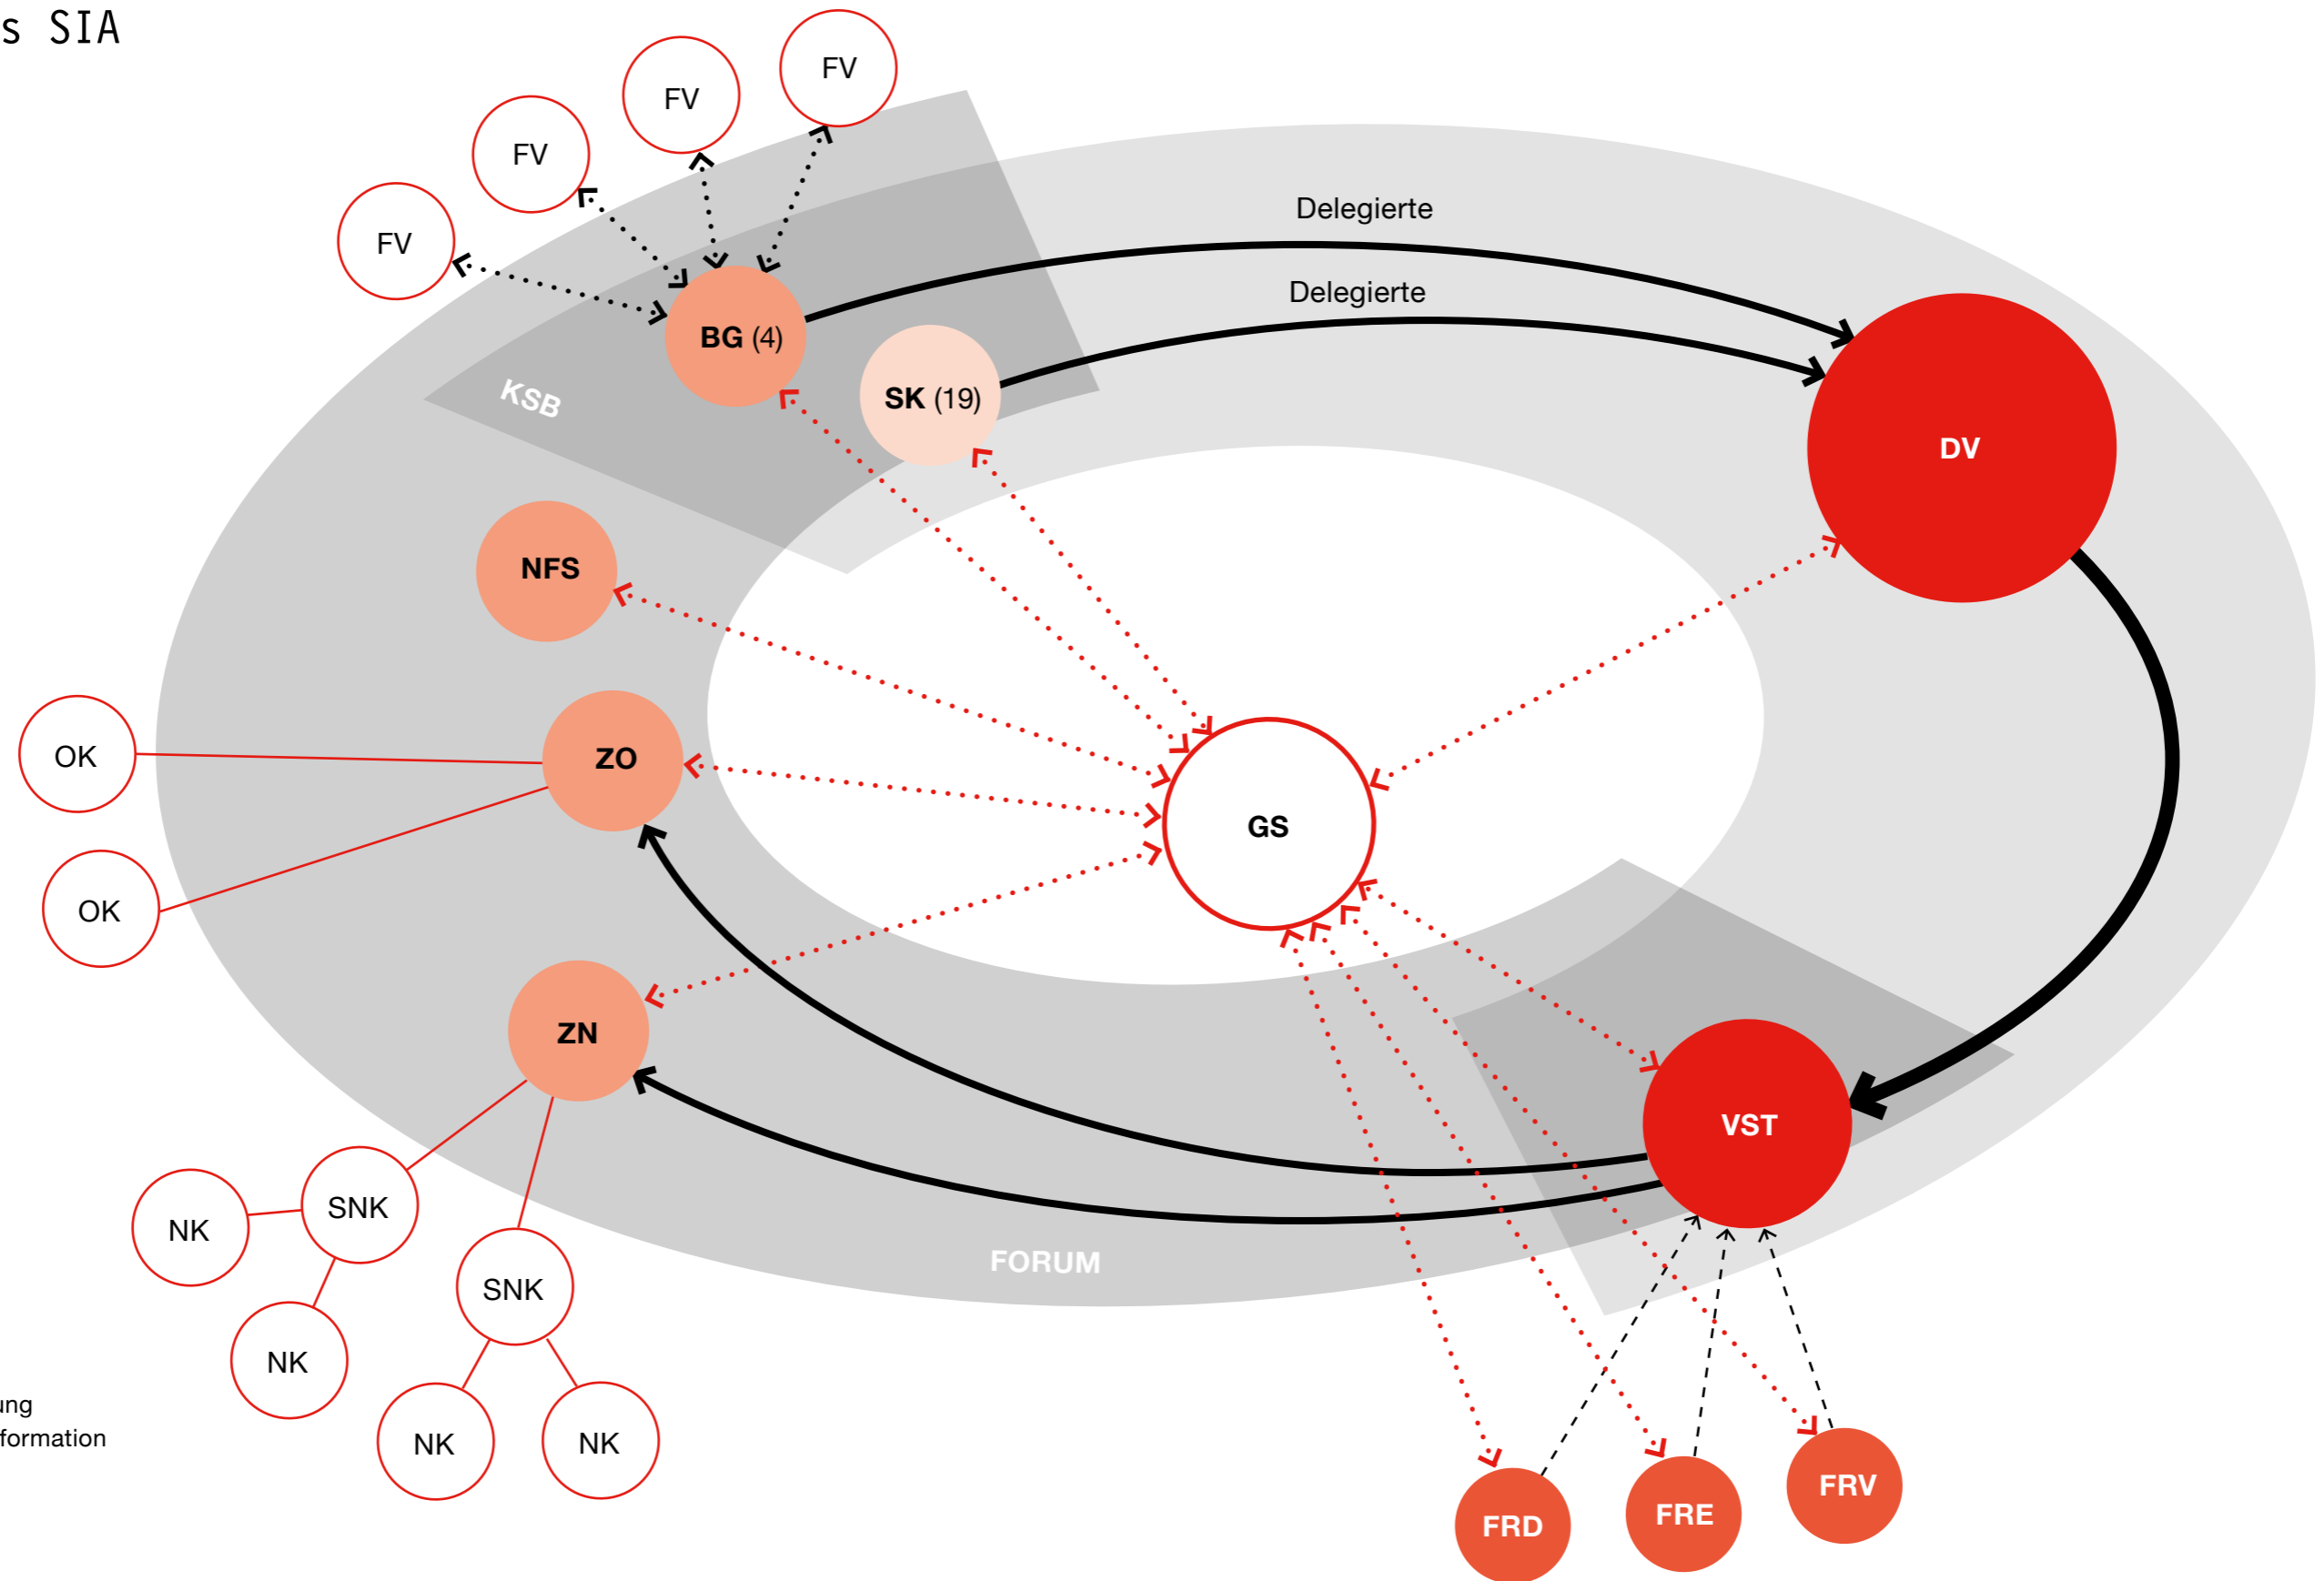 s SIA
FV
FV
FV
FV
Delegierte
Delegierte
BG (4)
SK (19)
KSB
DV
NFS
ZO
OK
OK
GS
ZN
VST
SNK
NK
SNK
NK
NK
NK
FORUM
ung
formation
FRD
FRE
FRV